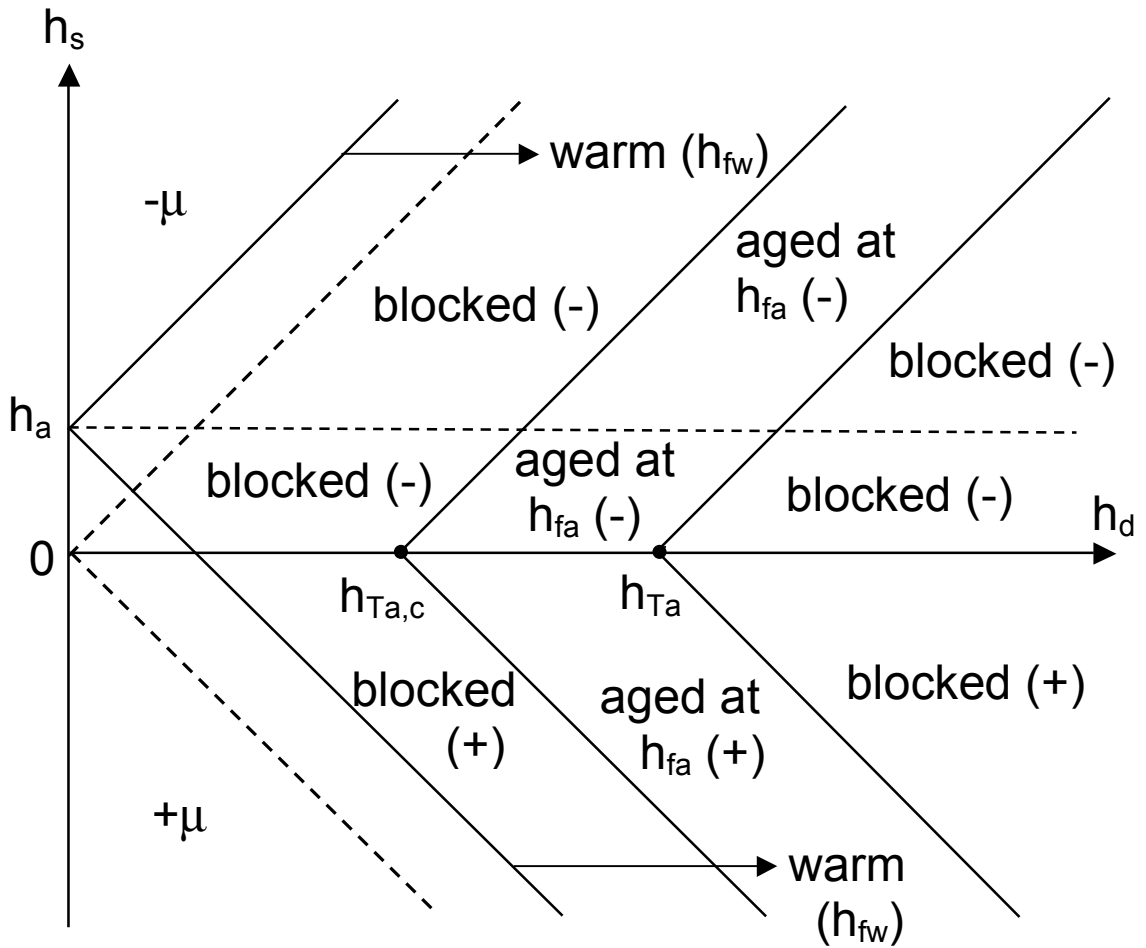 hs
warm (hfw)
-μ
aged at
hfa (-)
blocked (-)
blocked (-)
ha
aged at
hfa (-)
blocked (-)
blocked (-)
hd
0
hTa,c
hTa
blocked
(+)
aged at
hfa (+)
blocked (+)
+μ
warm
(hfw)